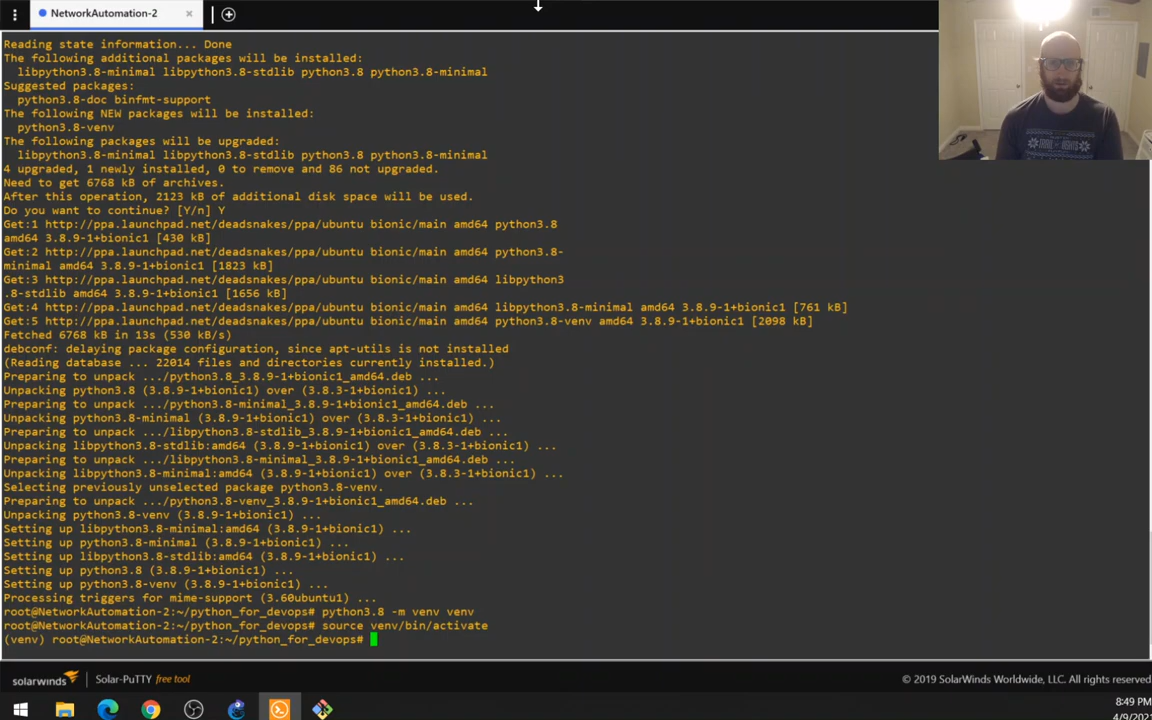 NetworkAutomation-2
Reading state information... Done
The following additional packages will be installed:
libpython3.8-minimal libpython3.8-stdlib python3.8 python3.8-minimal
Suggested packages:
python3.8-doc binfmt-support
The following NEW packages will be installed:
python3.8-venv
The following packages will be upgraded:
libpython3.8-minimal libpython3.8-stdlib python3.8 python3.8-minimal
4 upgraded, 1 newly installed, 0 to remove and 86 not upgraded.
Need to get 6768 kB of archives.
After this operation, 2123 kB of additional disk space will be used.
Do you want to continue? [Y/n] Y
Get:1 http://ppa.launchpad.net/deadsnakes/ppa/ubuntu bionic/main amd64 python3.8
amd64 3.8.9-1+bionic1 [430 kB]
Get:2 http://ppa.launchpad.net/deadsnakes/ppa/ubuntu bionic/main amd64 python3.8-
minimal amd64 3.8.9-1+bionic1 [1823 kB]
Get:3 http://ppa.launchpad.net/deadsnakes/ppa/ubuntu bionic/main amd64 libpython3
.8-stdlib amd64 3.8.9-1+bionic1 [1656 kB]
Get:4 http://ppa.launchpad.net/deadsnakes/ppa/ubuntu bionic/main amd64 libpython3.8-minimal amd64 3.8.9-1+bionic1 [761 kB]
Get:5 http://ppa.launchpad.net/deadsnakes/ppa/ubuntu bionic/main amd64 python3.8-venv amd64 3.8.9-1+bionic1 [2098 kB]
Fetched 6768 kB in 13s (530 kB/s)
debconf: delaying package configuration, since apt-utils is not installed
(Reading database ... 22014 files and directories currently installed.)
Preparing to unpack .../python3.8_3.8.9-1+bionic1_amd64.deb ...
Unpacking python3.8 (3.8.9-1+bionic1) over (3.8.3-1+bionic1) ...
Preparing to unpack .../python3.8-minimal_3.8.9-1+bionic1_amd64.deb ...
Unpacking python3.8-minimal (3.8.9-1+bionic1) over (3.8.3-1+bionic1) ...
Preparing to unpack .../libpython3.8-stdlib_3.8.9-1+bionic1_amd64.deb ...
Unpacking libpython3.8-stdlib:amd64 (3.8.9-1+bionic1) over (3.8.3-1+bionic1) ...
Preparing to unpack .../libpython3.8-minimal_3.8.9-1+bionic1_amd64.deb ...
Unpacking libpython3.8-minimal:amd64 (3.8.9-1+bionic1) over (3.8.3-1+bionic1) ...
Selecting previously unselected package python3.8-venv.
Preparing to unpack .../python3.8-venv_3.8.9-1+bionic1_amd64.deb ...
Unpacking python3.8-venv (3.8.9-1+bionic1) ...
Setting up libpython3.8-minimal:amd64 (3.8.9-1+bionic1) ...
Setting up python3.8-minimal (3.8.9-1+bionic1) ...
Setting up libpython3.8-stdlib:amd64 (3.8.9-1+bionic1) ...
Setting up python3.8 (3.8.9-1+bionic1) ...
Setting up python3.8-venv (3.8.9-1+bionic1) ...
Processing triggers for mime-support (3.60ubuntu1) ...
root@NetworkAutomation-2:~/python_for_devops# python3.8 -m venv venv
root@NetworkAutomation-2:~/python_for_devops# source venv/bin/activate
(venv) root@NetworkAutomation-2:~/python_for_devops#
solarwinds Solar-PuTTY free tool © 2019 SolarWinds Worldwide, LLC. All rights reserved
8:49 PM